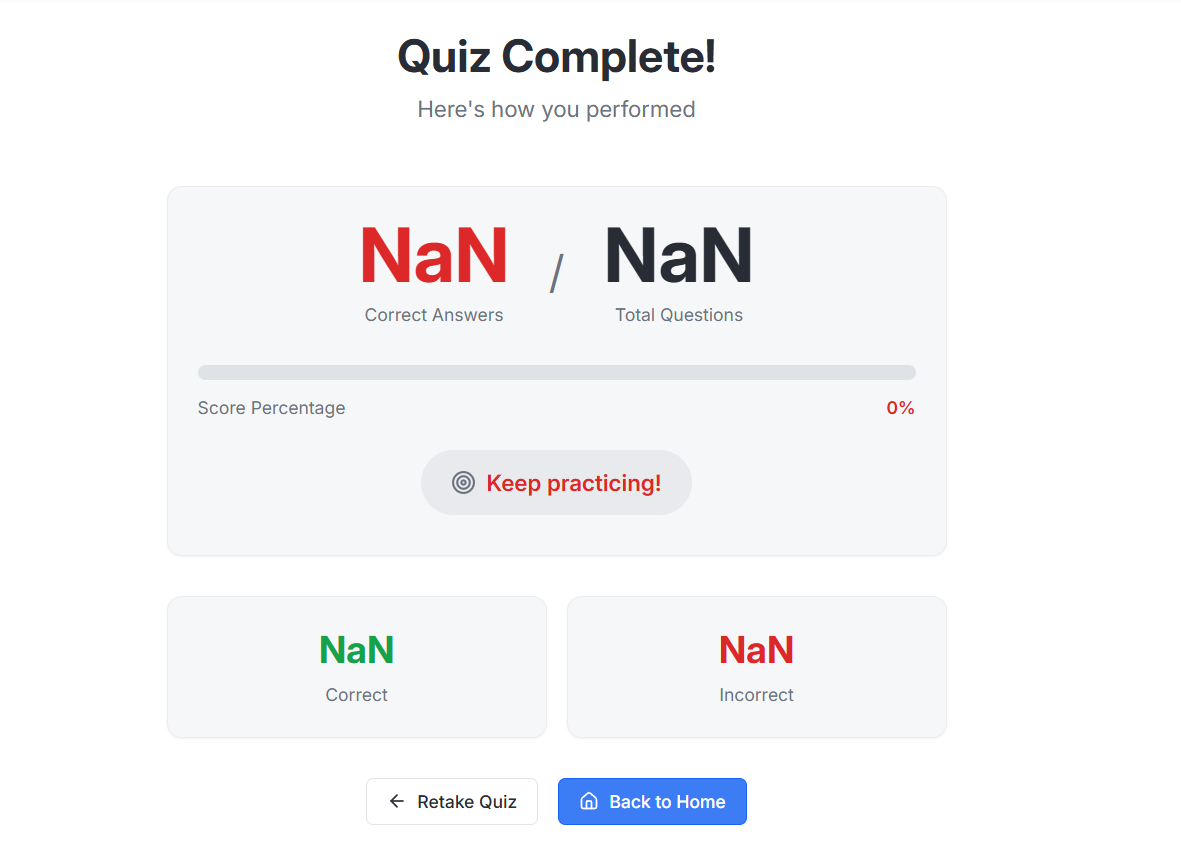 Quiz Complete!
Here's how you performed
NaN / NaN
Correct Answers Total Questions
Score Percentage 0%
Keep practicing!
NaN NaN
Correct Incorrect
Retake Quiz Back to Home